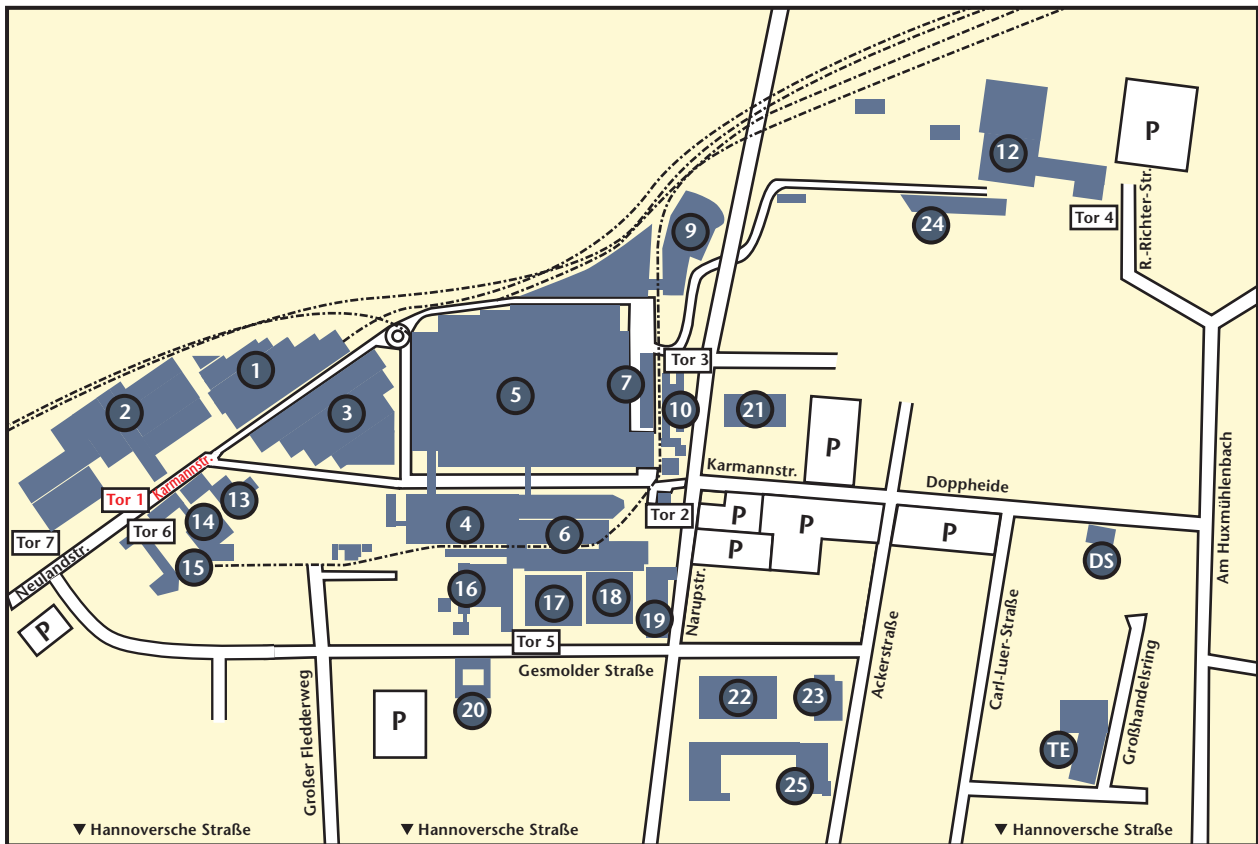 P
12
R.-Richter-Str.
Tor 4
24
9
Tor 3
1
7
2
3
5
10
21
P
Karmannstr.
Karmannstr.
Doppheide
Tor 1
13
Tor 2
P
P
P
P
14
Tor 6
4
6
Tor 7
Neulandstr.
15
DS
Am Huxmühlenbach
16
17
18
19
Narupstr.
P
Tor 5
Gesmolder Straße
Ackerstraße
Carl-Luer-Straße
Großhandelsring
22
23
20
P
Großer Fledderweg
TE
25
▼ Hannoversche Straße
▼ Hannoversche Straße
▼ Hannoversche Straße